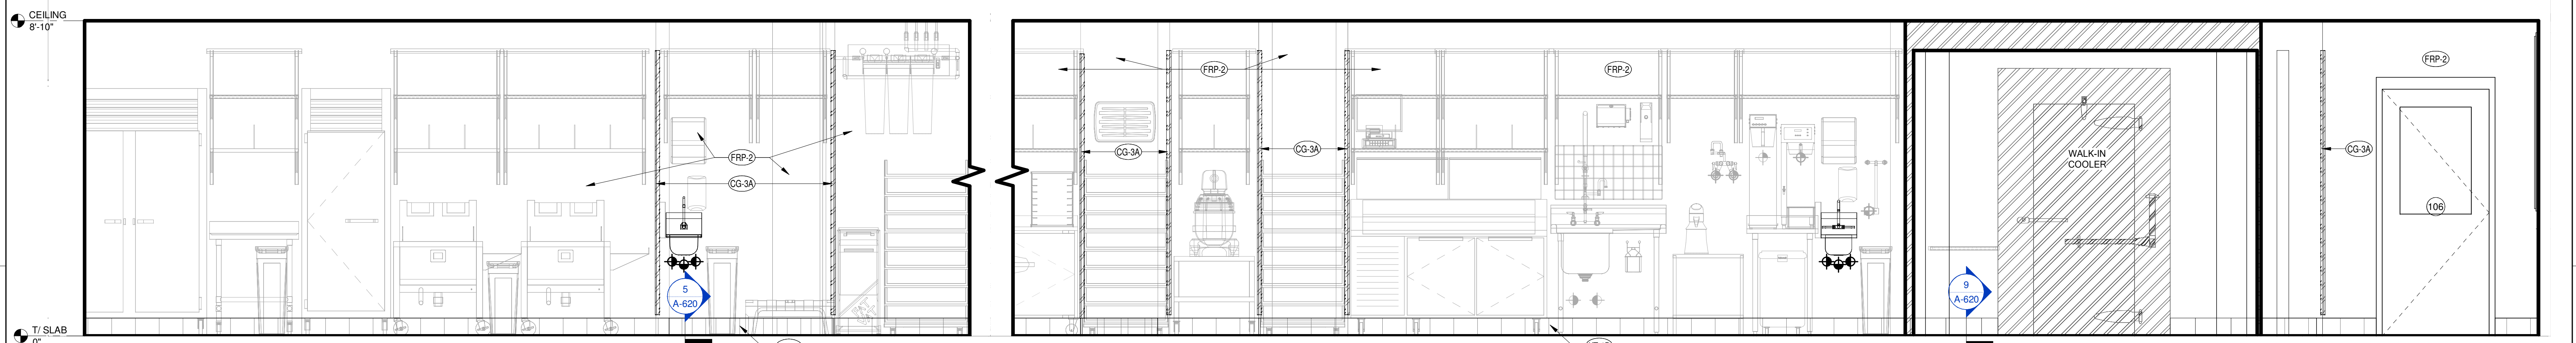 CEILING
8'-10"
FRP-2
CG-3A
5
A-620
FRP-2
CG-3A
CG-3A
FRP-2
WALK-IN
COOLER
9
A-620
FRP-2
CG-3A
106
T/ SLAB
0"